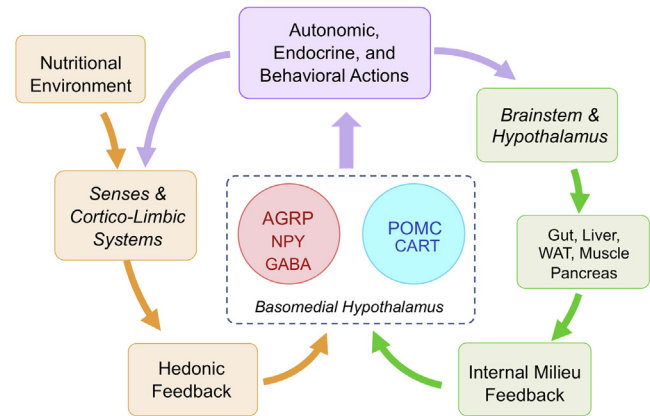 Autonomic,
Endocrine, and
Behavioral Actions
Nutritional
Environment
Brainstem &
Hypothalamus
Senses &
Cortico-Limbic
Systems
AGRP
NPY
GABA
POMC
CART
Basomedial Hypothalamus
Gut, Liver,
WAT, Muscle
Pancreas
Hedonic
Feedback
Internal Milieu
Feedback